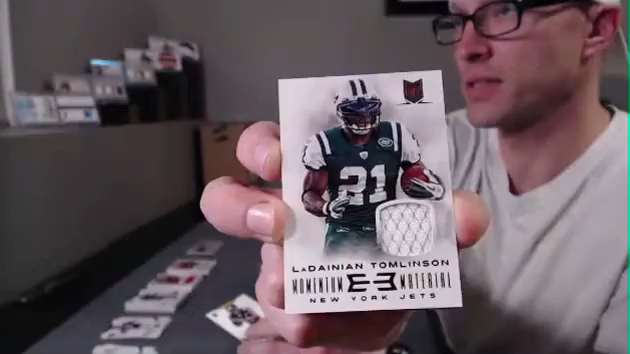 21
LaDAINIAN TOMLINSON
MOMENTUM MATERIAL
NEW YORK JETS